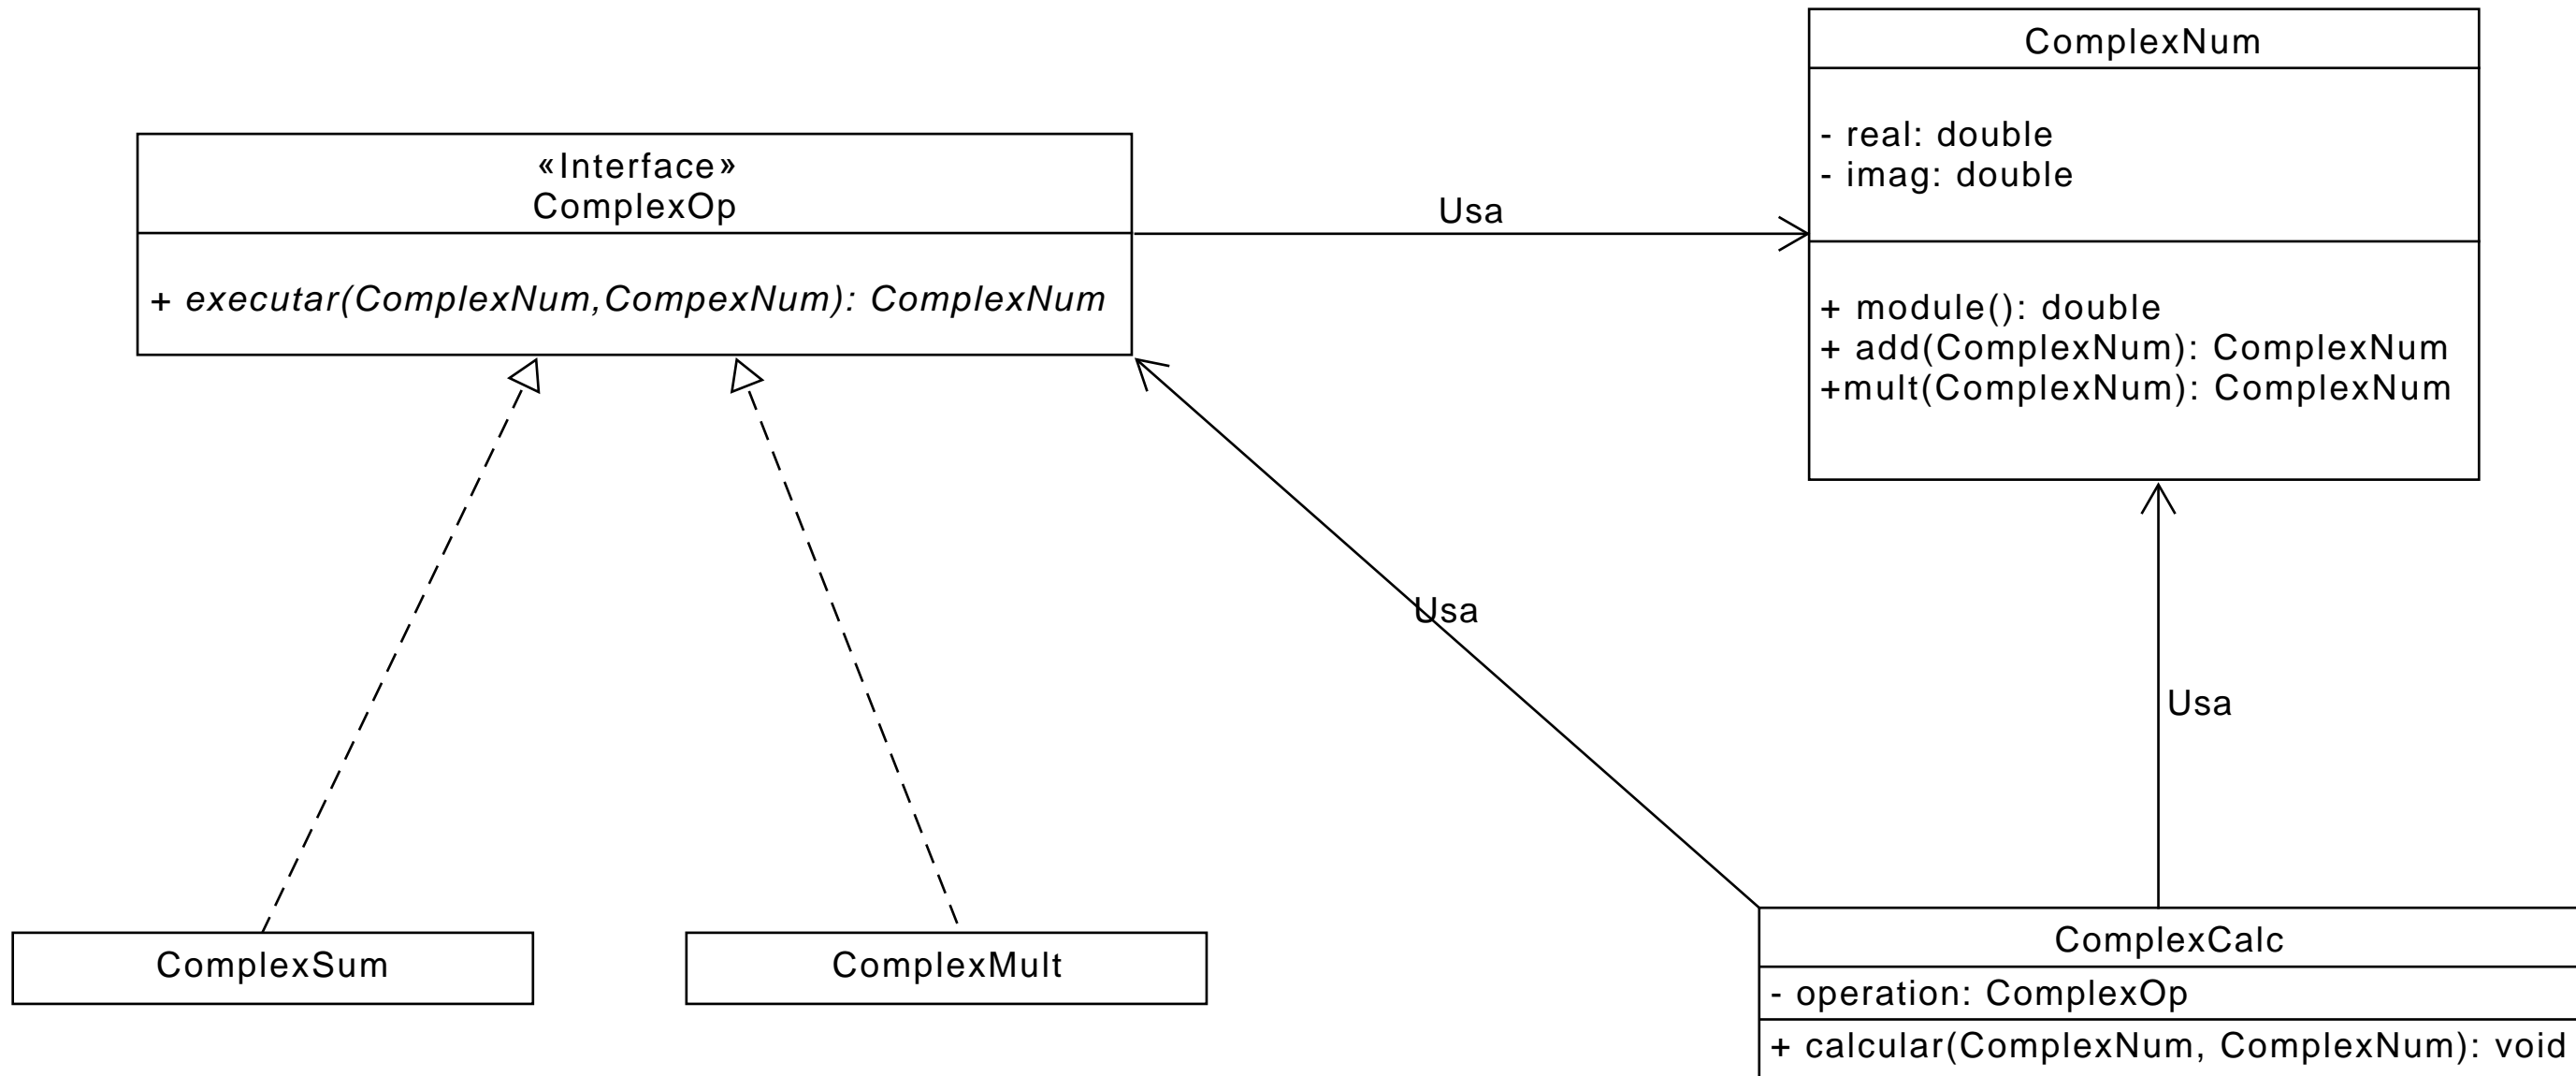 «Interface»
ComplexOp
+ executar(ComplexNum,CompexNum): ComplexNum
Usa
ComplexNum
- real: double
- imag: double
+ module(): double
+ add(ComplexNum): ComplexNum
+mult(ComplexNum): ComplexNum
Usa
Usa
ComplexSum
ComplexMult
ComplexCalc
- operation: ComplexOp
+ calcular(ComplexNum, ComplexNum): void